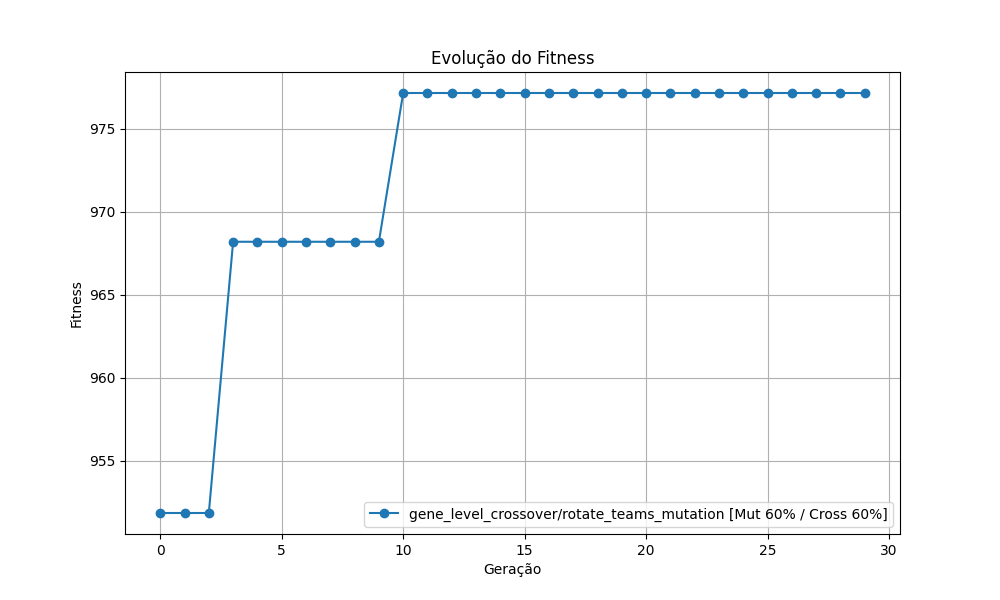 Evolução do Fitness
Fitness
975
970
965
960
955
gene_level_crossover/rotate_teams_mutation [Mut 60% / Cross 60%]
0 5 10 15 20 25 30
Geração